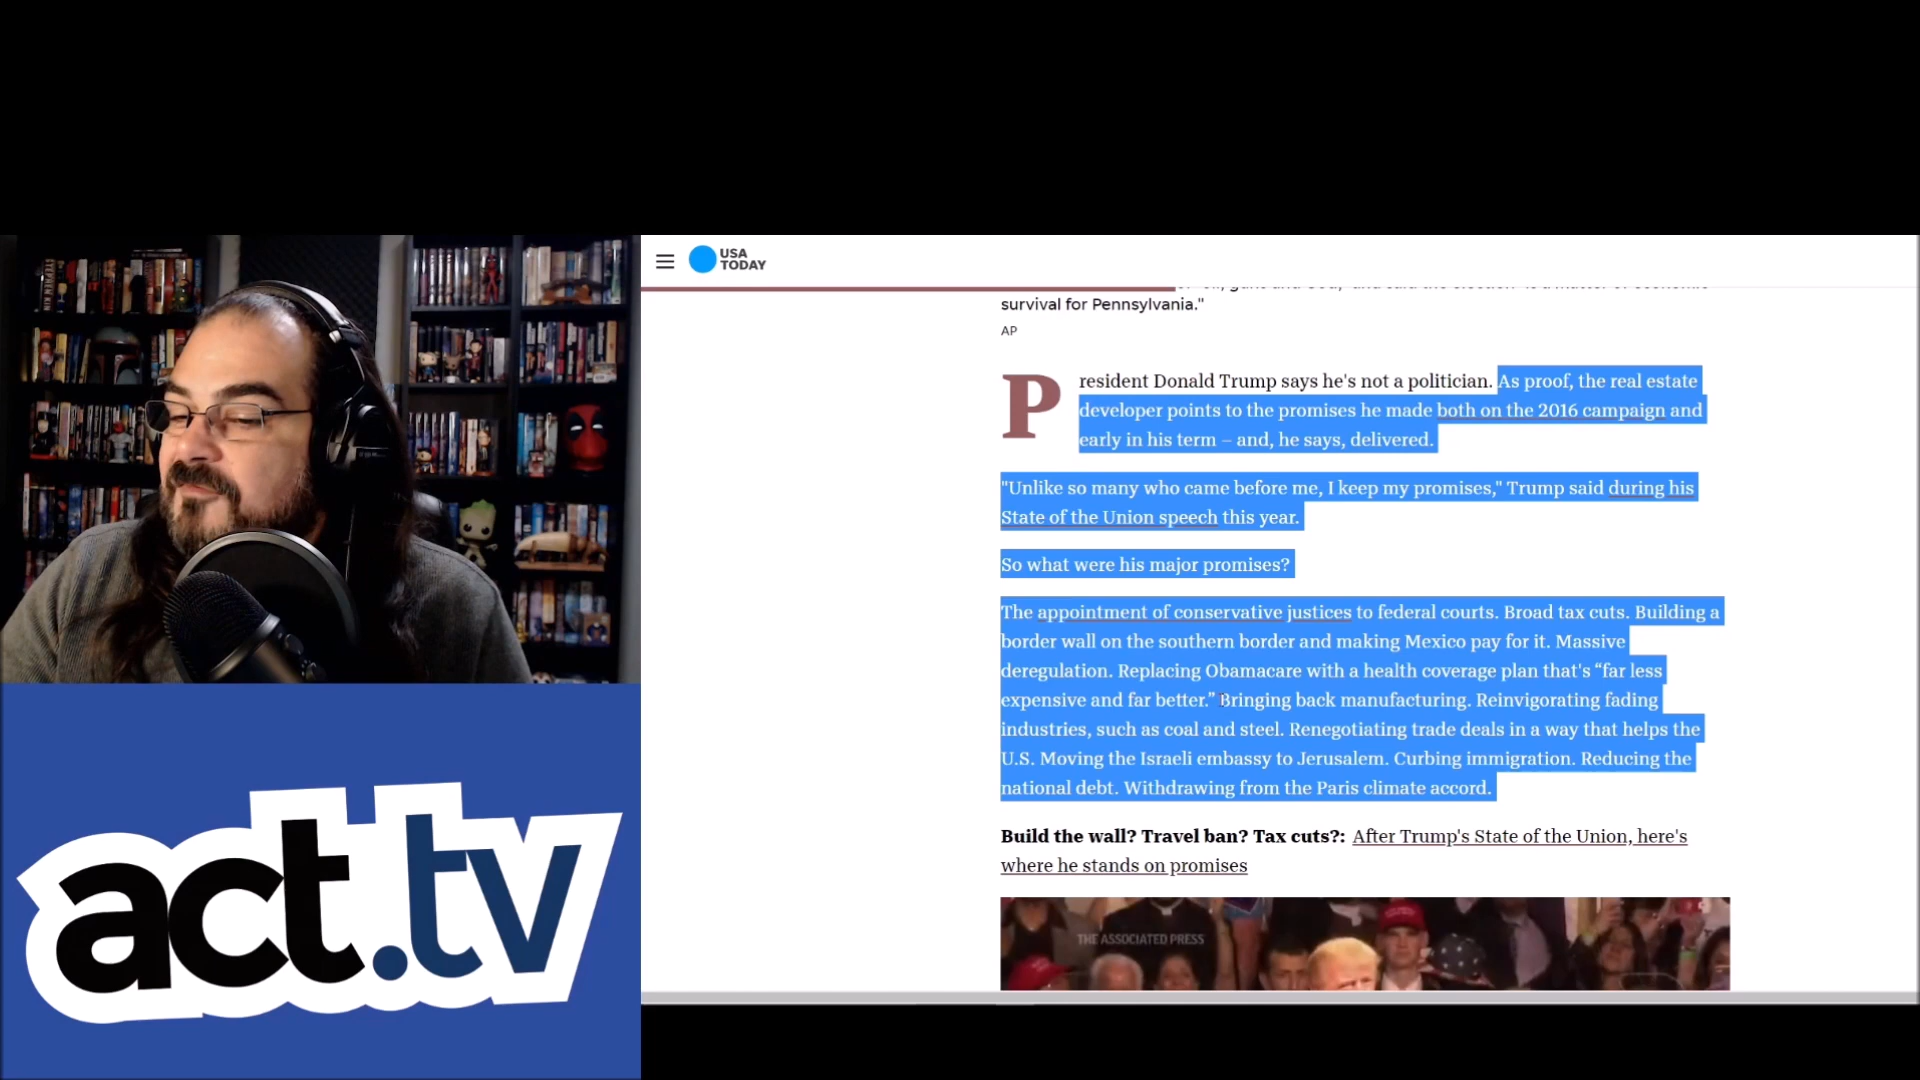 USA
TODAY
survival for Pennsylvania."
AP
President Donald Trump says he's not a politician. As proof, the real estate
developer points to the promises he made both on the 2016 campaign and
early in his term – and, he says, delivered.
"Unlike so many who came before me, I keep my promises," Trump said during his
State of the Union speech this year.
So what were his major promises?
The appointment of conservative justices to federal courts. Broad tax cuts. Building a
border wall on the southern border and making Mexico pay for it. Massive
deregulation. Replacing Obamacare with a health coverage plan that's “far less
expensive and far better.” Bringing back manufacturing. Reinvigorating fading
industries, such as coal and steel. Renegotiating trade deals in a way that helps the
U.S. Moving the Israeli embassy to Jerusalem. Curbing immigration. Reducing the
national debt. Withdrawing from the Paris climate accord.
Build the wall? Travel ban? Tax cuts?: After Trump's State of the Union, here's
where he stands on promises
THE ASSOCIATED PRESS
act.tv
STEPHEN KING